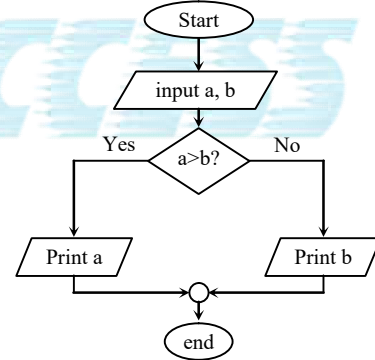 Start
input a, b
a>b?
Yes
No
Print a
Print b
end